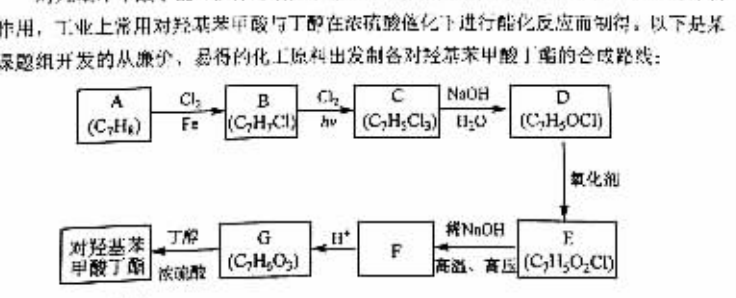 作用，工业上常用对羟基苯甲酸与丁醇在浓硫酸催化下进行酯化反应而制得。以下是某
课题组开发的从廉价、易得的化工原料出发制备对羟基苯甲酸丁酯的合成路线：
A
(C₇H₈)
Cl₂
Fe
B
(C₇H₇Cl)
Cl₂
hν
C
(C₇H₅Cl₃)
NaOH
H₂O
D
(C₇H₅OCl)
氧化剂
对羟基苯
甲酸丁酯
丁醇
浓硫酸
G
(C₇H₆O₃)
H⁺
F
稀NaOH
高温、高压
E
(C₇H₅O₂Cl)